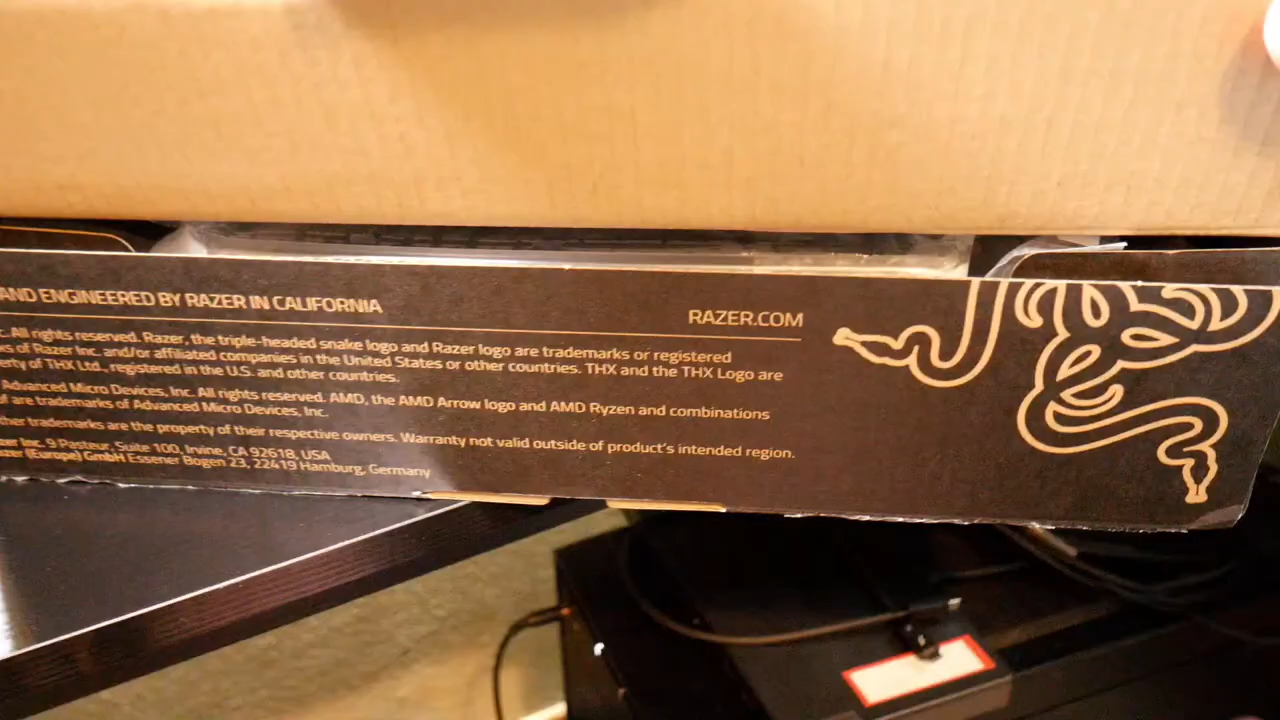 AND ENGINEERED BY RAZER IN CALIFORNIA
RAZER.COM
c. All rights reserved. Razer, the triple-headed snake logo and Razer logo are trademarks or registered
ks of Razer Inc. and/or affiliated companies in the United States or other countries. THX and the THX Logo are
erty of THX Ltd., registered in the U.S. and other countries.
Advanced Micro Devices, Inc. All rights reserved. AMD, the AMD Arrow logo and AMD Ryzen and combinations
f are trademarks of Advanced Micro Devices, Inc.
her trademarks are the property of their respective owners. Warranty not valid outside of product's intended region.
zer Inc. 9 Pasteur, Suite 100, Irvine, CA 92618, USA
azer (Europe) GmbH Essener Bogen 23, 22419 Hamburg, Germany